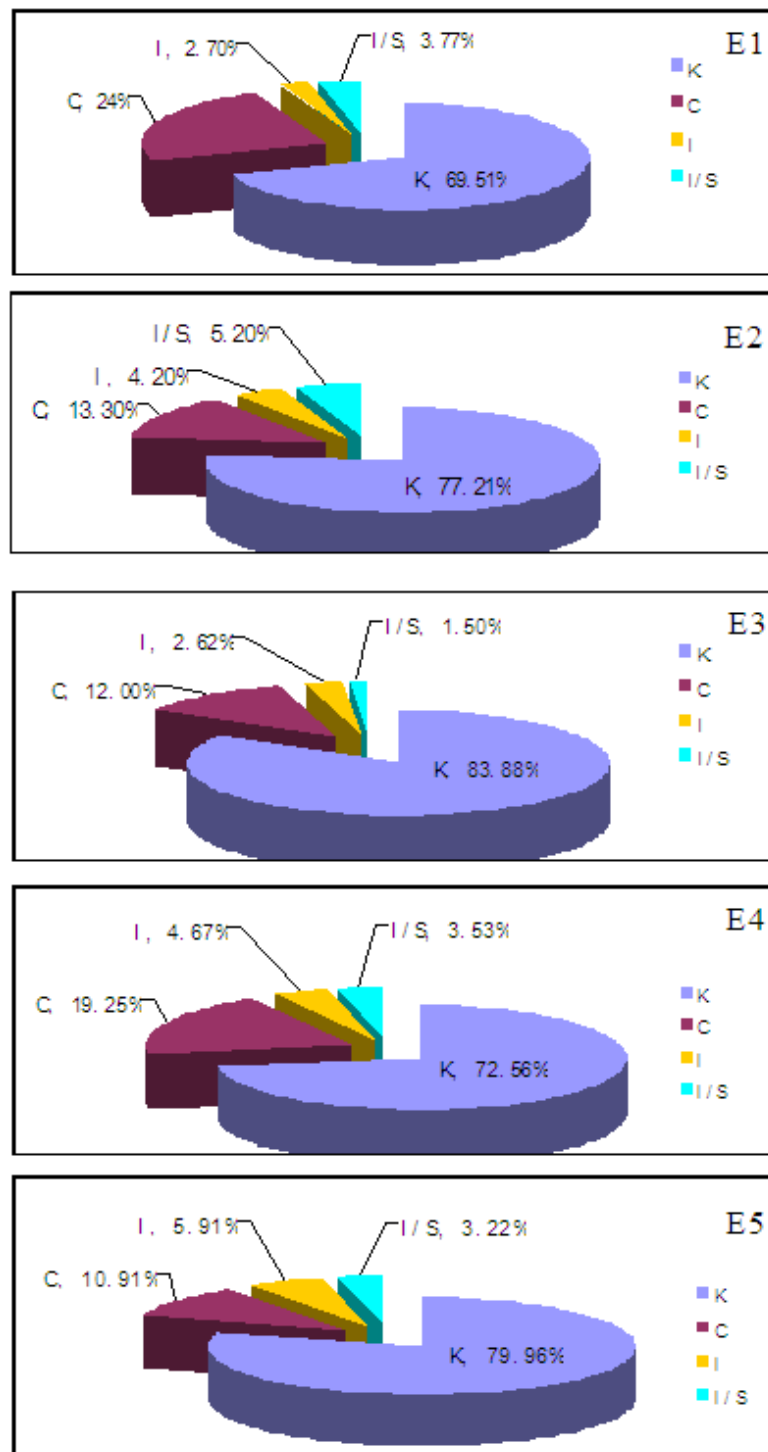 E1
I, 2.70%
I/S, 3.77%
C, 24%
K, 69.51%
K
C
I
I/S
E2
I/S, 5.20%
I, 4.20%
C, 13.30%
K, 77.21%
K
C
I
I/S
E3
I, 2.62%
I/S, 1.50%
C, 12.00%
K, 83.88%
K
C
I
I/S
E4
I, 4.67%
I/S, 3.53%
C, 19.25%
K, 72.56%
K
C
I
I/S
E5
I, 5.91%
I/S, 3.22%
C, 10.91%
K, 79.96%
K
C
I
I/S